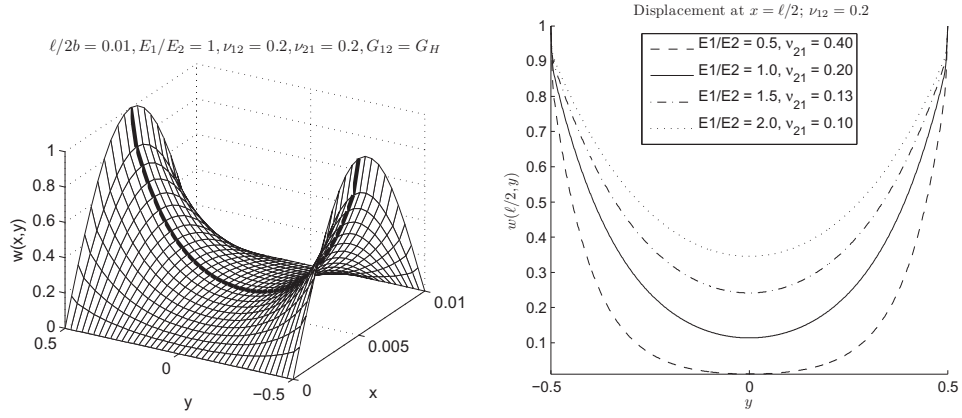 ℓ/2b = 0.01, E₁/E₂ = 1, ν₁₂ = 0.2, ν₂₁ = 0.2, G₁₂ = G_H
1
0.8
0.6
0.4
0.2
0
w(x,y)
0.5
0
−0.5
y
0
0.005
0.01
x
Displacement at x = ℓ/2; ν₁₂ = 0.2
1
0.9
0.8
0.7
0.6
0.5
0.4
0.3
0.2
0.1
w(ℓ/2, y)
E1/E2 = 0.5, ν₂₁ = 0.40
E1/E2 = 1.0, ν₂₁ = 0.20
E1/E2 = 1.5, ν₂₁ = 0.13
E1/E2 = 2.0, ν₂₁ = 0.10
−0.5
0
0.5
y